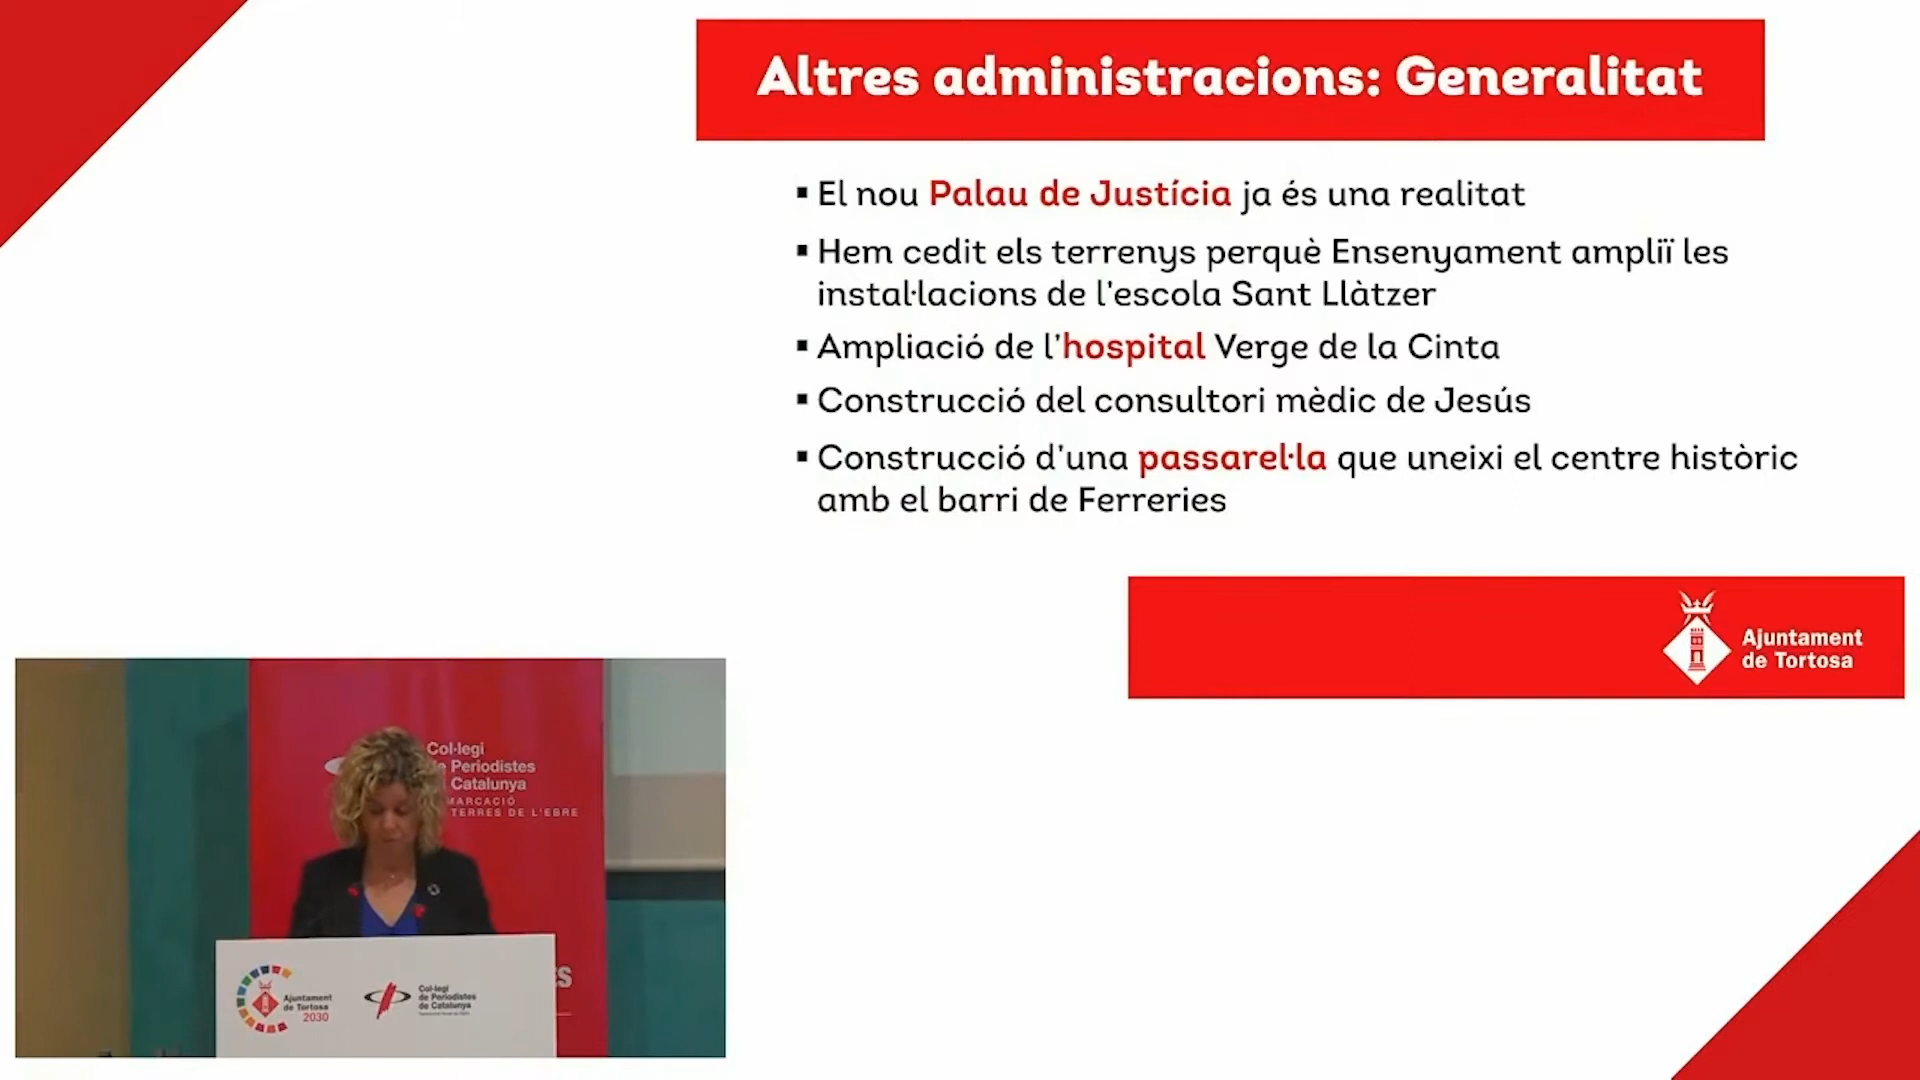 Altres administracions: Generalitat
▪ El nou Palau de Justícia ja és una realitat
▪ Hem cedit els terrenys perquè Ensenyament ampliï les
instal·lacions de l'escola Sant Llàtzer
▪ Ampliació de l'hospital Verge de la Cinta
▪ Construcció del consultori mèdic de Jesús
▪ Construcció d'una passarel·la que uneixi el centre històric
amb el barri de Ferreries
Ajuntament
de Tortosa
Col·legi
Periodistes
Catalunya
MARCACIÓ
TERRES DE L'EBRE
Ajuntament
de Tortosa
2030
Col·legi
de Periodistes
de Catalunya